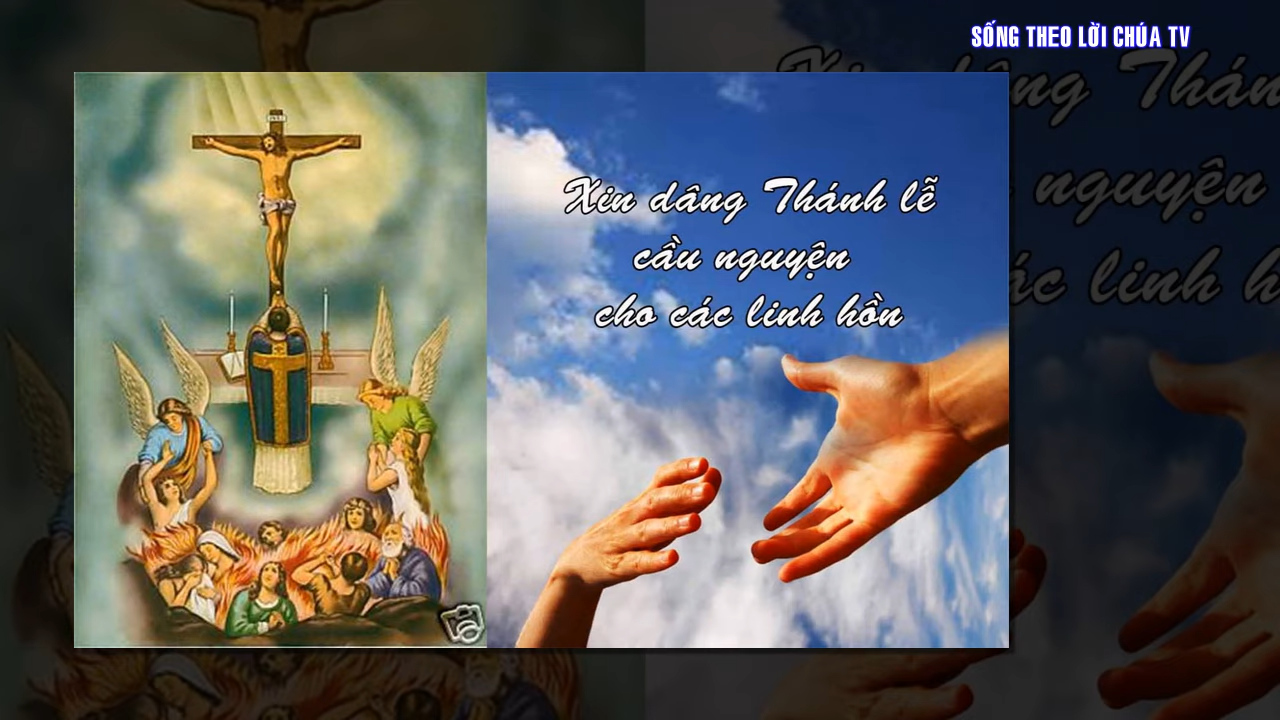 SỐNG THEO LỜI CHÚA TV
Xin dâng Thánh lễ
cầu nguyện
cho các linh hồn